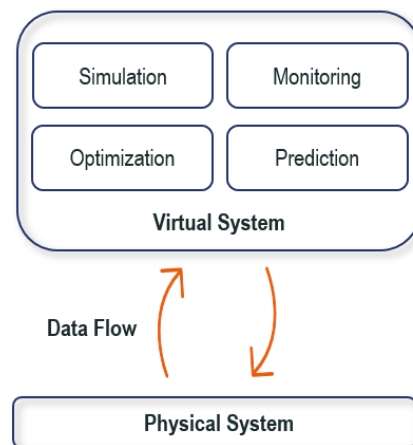 Simulation
Monitoring
Optimization
Prediction
Virtual System
Data Flow
Physical System